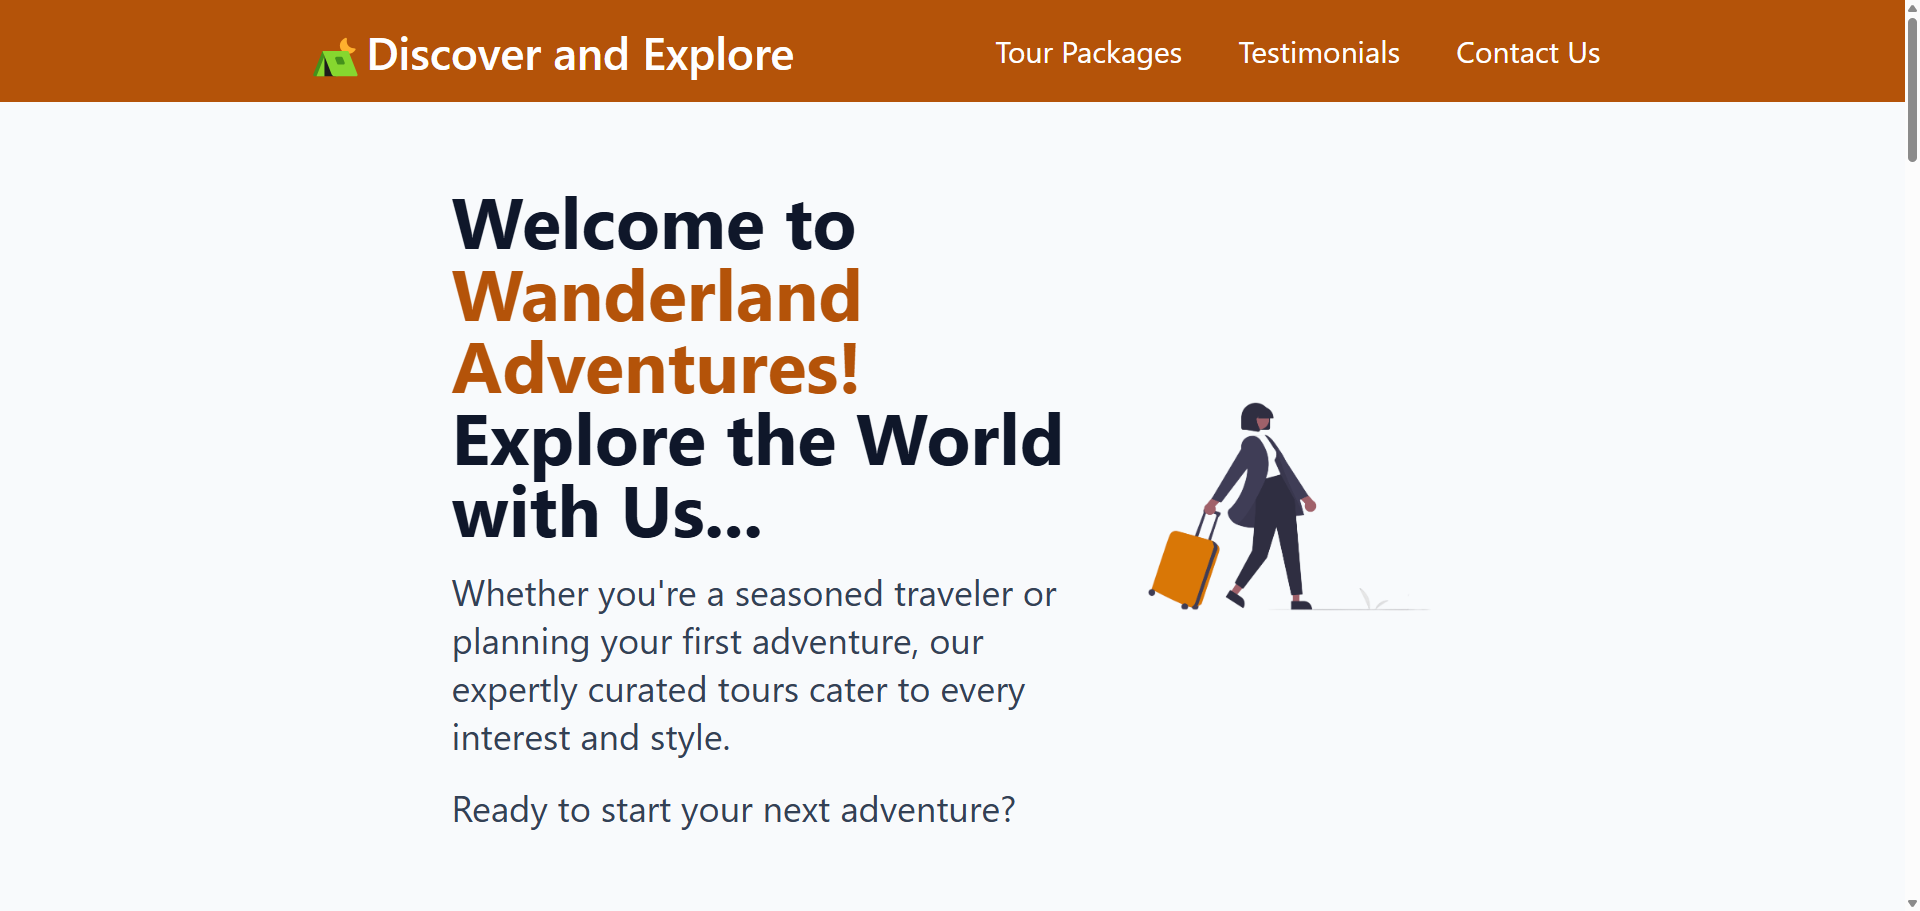 Discover and Explore
Tour Packages
Testimonials
Contact Us
Welcome to
Wanderland
Adventures!
Explore the World
with Us...
Whether you're a seasoned traveler or
planning your first adventure, our
expertly curated tours cater to every
interest and style.
Ready to start your next adventure?